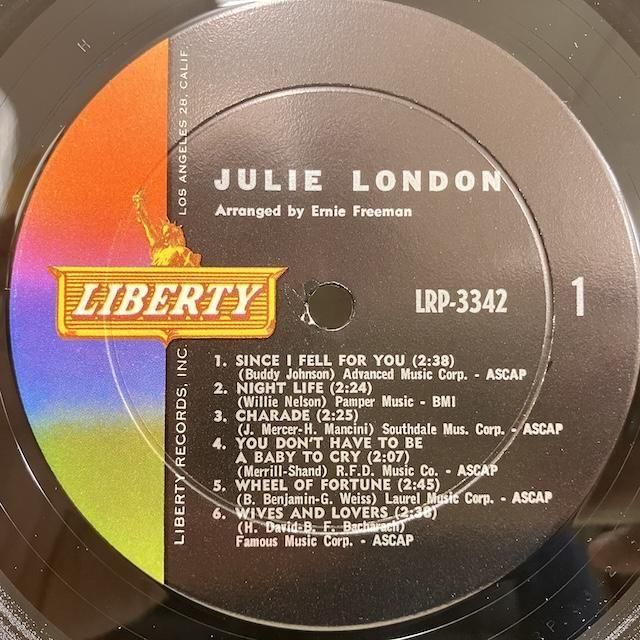 JULIE LONDON
Arranged by Ernie Freeman
LIBERTY
LRP-3342
1
1. SINCE I FELL FOR YOU (2:38)
(Buddy Johnson) Advanced Music Corp. - ASCAP
2. NIGHT LIFE (2:24)
(Willie Nelson) Pamper Music - BMI
3. CHARADE (2:25)
(J. Mercer-H. Mancini) Southdale Mus. Corp. - ASCAP
4. YOU DON'T HAVE TO BE
A BABY TO CRY (2:07)
(Merrill-Shand) R.F.D. Music Co. - ASCAP
5. WHEEL OF FORTUNE (2:45)
(B. Benjamin-G. Weiss) Laurel Music Corp. - ASCAP
6. WIVES AND LOVERS (2:38)
(H. David-B. F. Bacharach)
Famous Music Corp. - ASCAP
LIBERTY RECORDS, INC. LOS ANGELES 28, CALIF.